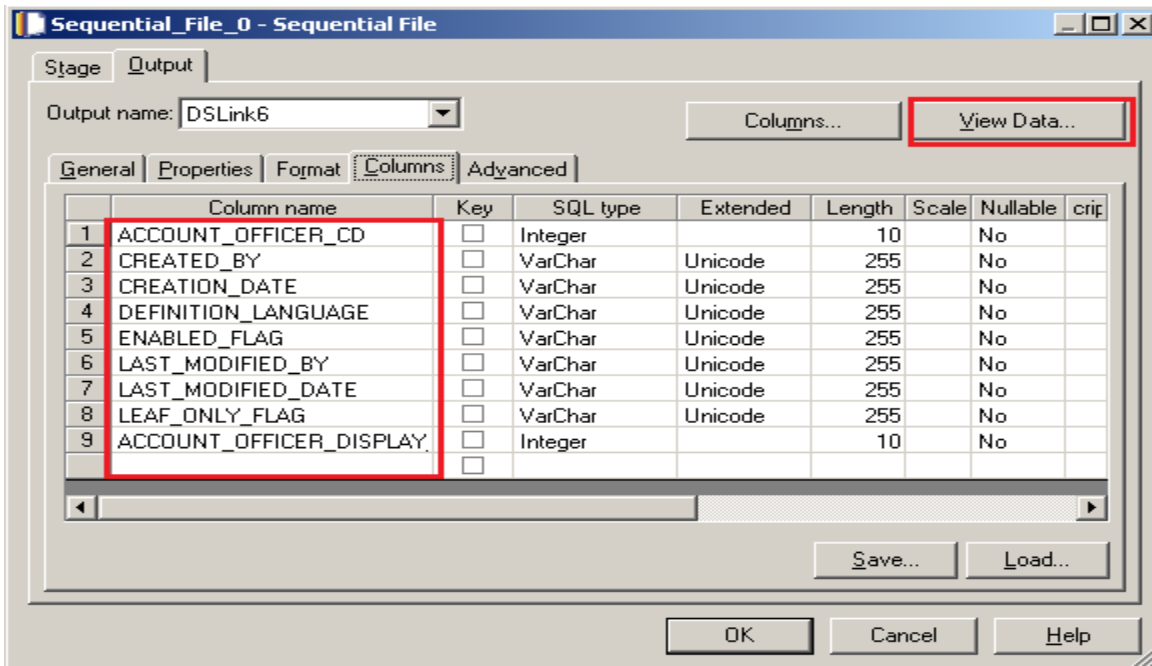 Sequential_File_0 - Sequential File
Stage Output
Output name: DSLink6 Columns... View Data...
General Properties Format Columns Advanced
Column name Key SQL type Extended Length Scale Nullable crip
1 ACCOUNT_OFFICER_CD Integer 10 No
2 CREATED_BY VarChar Unicode 255 No
3 CREATION_DATE VarChar Unicode 255 No
4 DEFINITION_LANGUAGE VarChar Unicode 255 No
5 ENABLED_FLAG VarChar Unicode 255 No
6 LAST_MODIFIED_BY VarChar Unicode 255 No
7 LAST_MODIFIED_DATE VarChar Unicode 255 No
8 LEAF_ONLY_FLAG VarChar Unicode 255 No
9 ACCOUNT_OFFICER_DISPLAY_ Integer 10 No
Save... Load...
OK Cancel Help